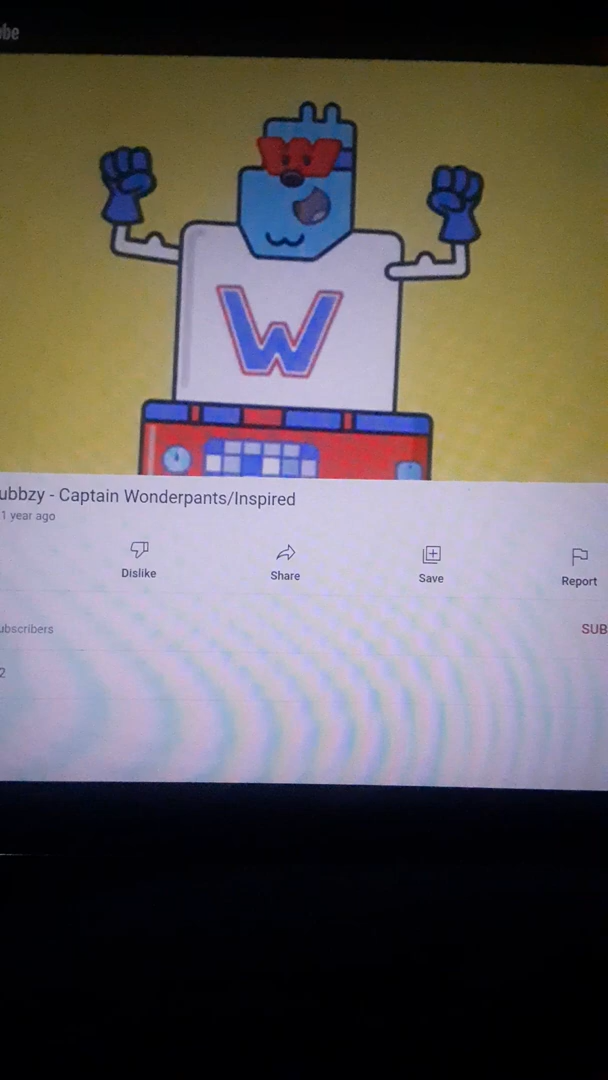 be
W
W
ubbzy - Captain Wonderpants/Inspired
1 year ago
Dislike
Share
Save
Report
ubscribers
SUB
2